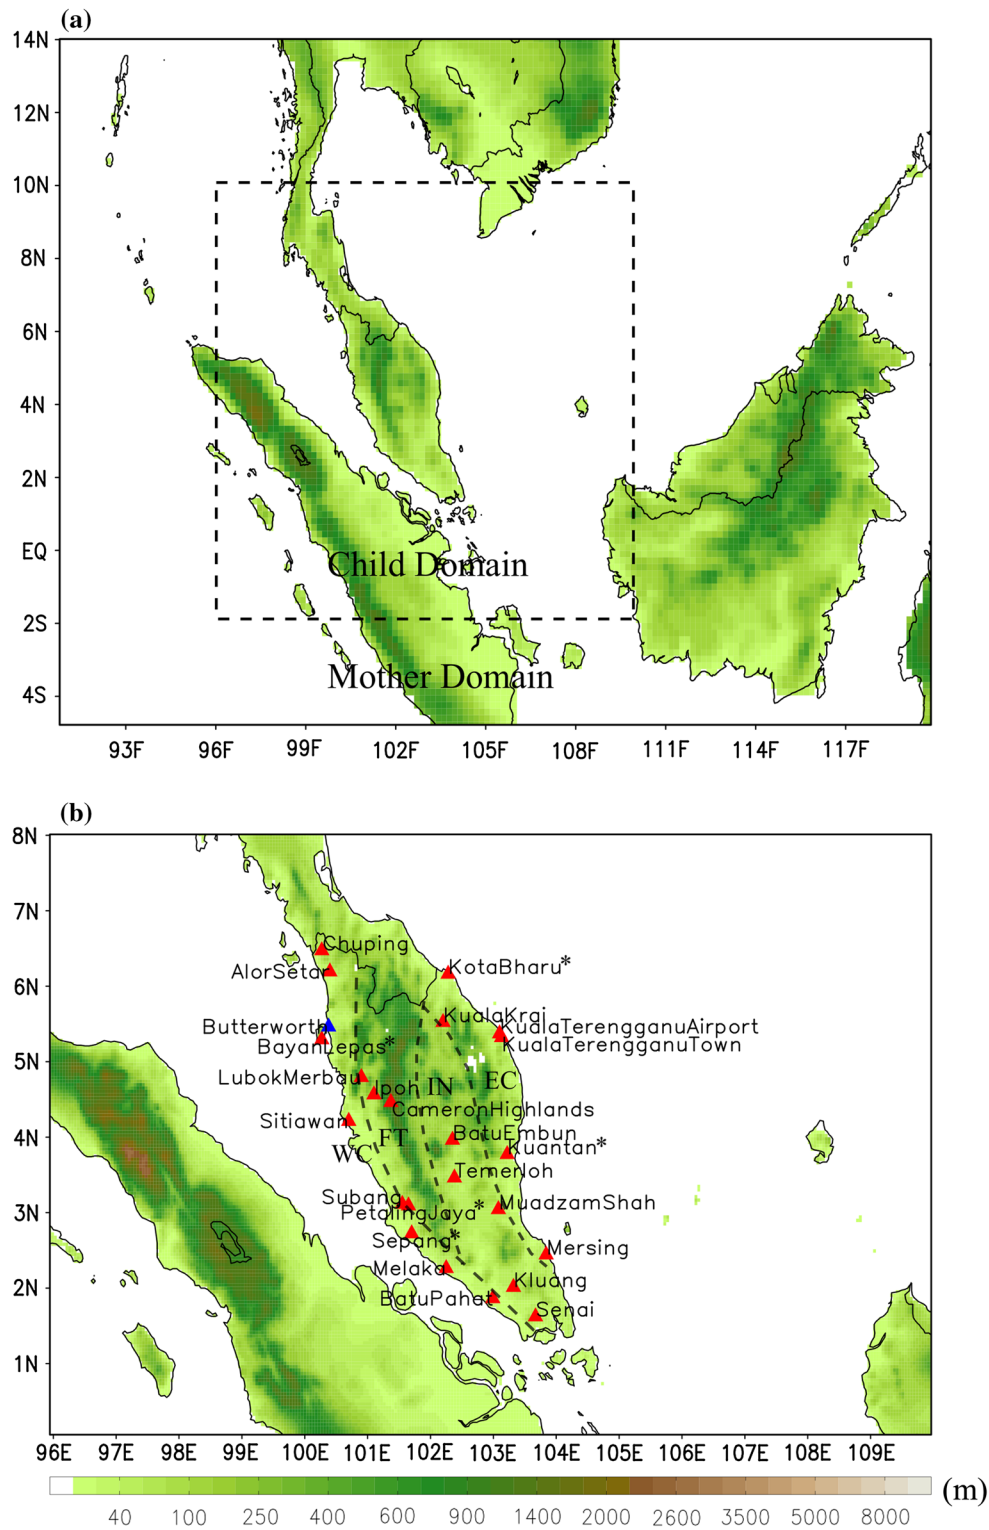 (a)
14N
12N
10N
8N
6N
4N
2N
EQ
2S
4S
Child Domain
Mother Domain
93F 96F 99F 102F 105F 108F 111F 114F 117F
(b)
8N
7N
6N
5N
4N
3N
2N
1N
Chuping
AlorSetar
KotaBharu*
KualaKrai
Butterworth
KualaTerengganuAirport
BayanLepas*
KualaTerengganuTown
LubokMerbau
Ipoh
IN
EC
CameronHighlands
Sitiawan
FT
BatuEmbun
WC
Kuantan*
Temerloh
Subang
PetalingJaya*
MuadzamShah
Sepang*
Mersing
Melaka
Kluang
BatuPahat
Senai
96E 97E 98E 99E 100E 101E 102E 103E 104E 105E 106E 107E 108E 109E
(m)
40 100 250 400 600 900 1400 2000 2600 3500 5000 8000